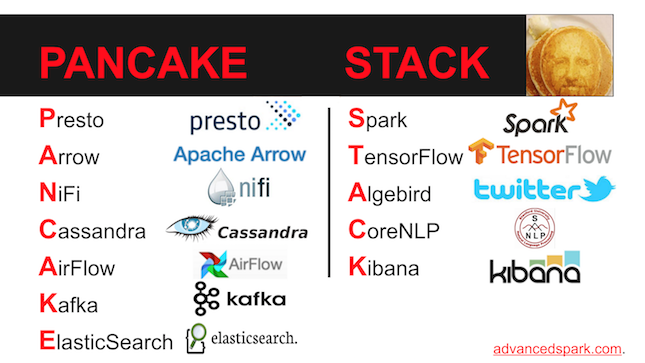 PANCAKE STACK
Presto presto
Arrow Apache Arrow
NiFi nifi
Cassandra Cassandra
AirFlow AirFlow
Kafka kafka
ElasticSearch elasticsearch.
Spark Spark
TensorFlow TensorFlow
Algebird twitter
CoreNLP S NLP
Kibana kibana
advancedspark.com.